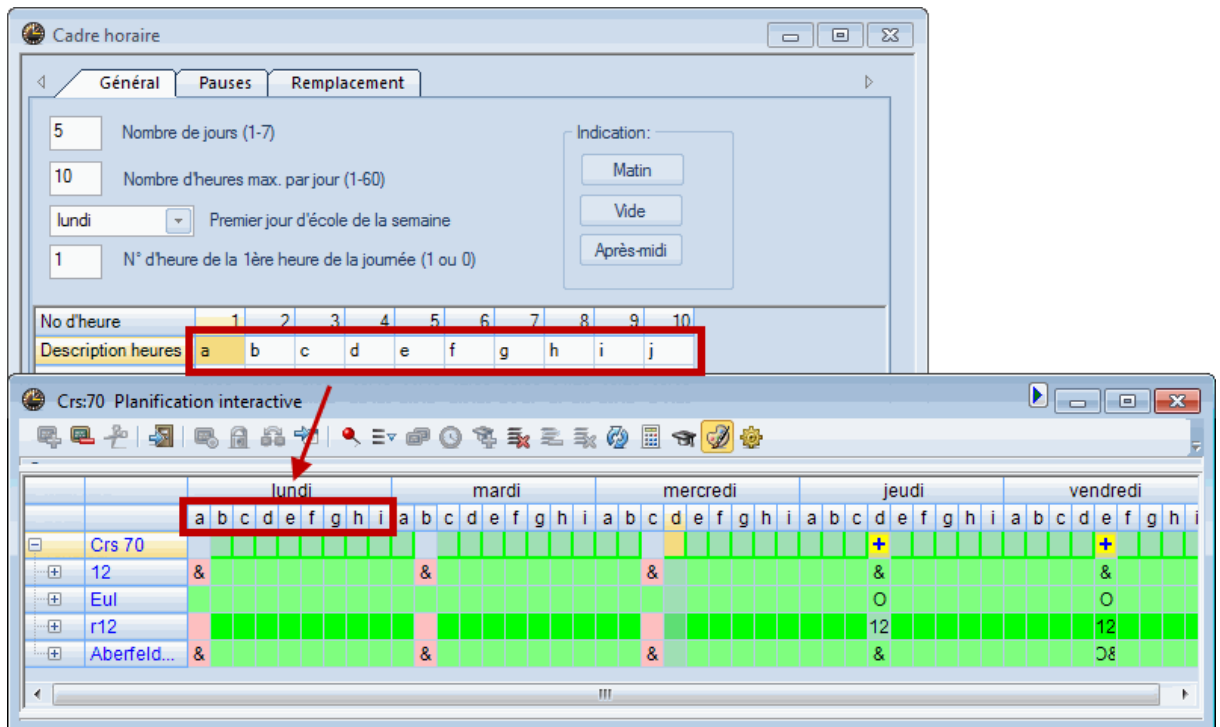 Cadre horaire
Général Pauses Remplacement
5 Nombre de jours (1-7)
Indication:
10 Nombre d'heures max. par jour (1-60)
Matin
lundi Premier jour d'école de la semaine
Vide
1 N° d'heure de la 1ère heure de la journée (1 ou 0)
Après-midi
No d'heure 1 2 3 4 5 6 7 8 9 10
Description heures a b c d e f g h i j
Crs:70 Planification interactive
lundi mardi mercredi jeudi vendredi
a b c d e f g h i a b c d e f g h i a b c d e f g h i a b c d e f g h i a b c d e f g h i
Crs 70 + +
12 & & & & &
Eul O O
r12 12 12
Aberfeld... & & & & &